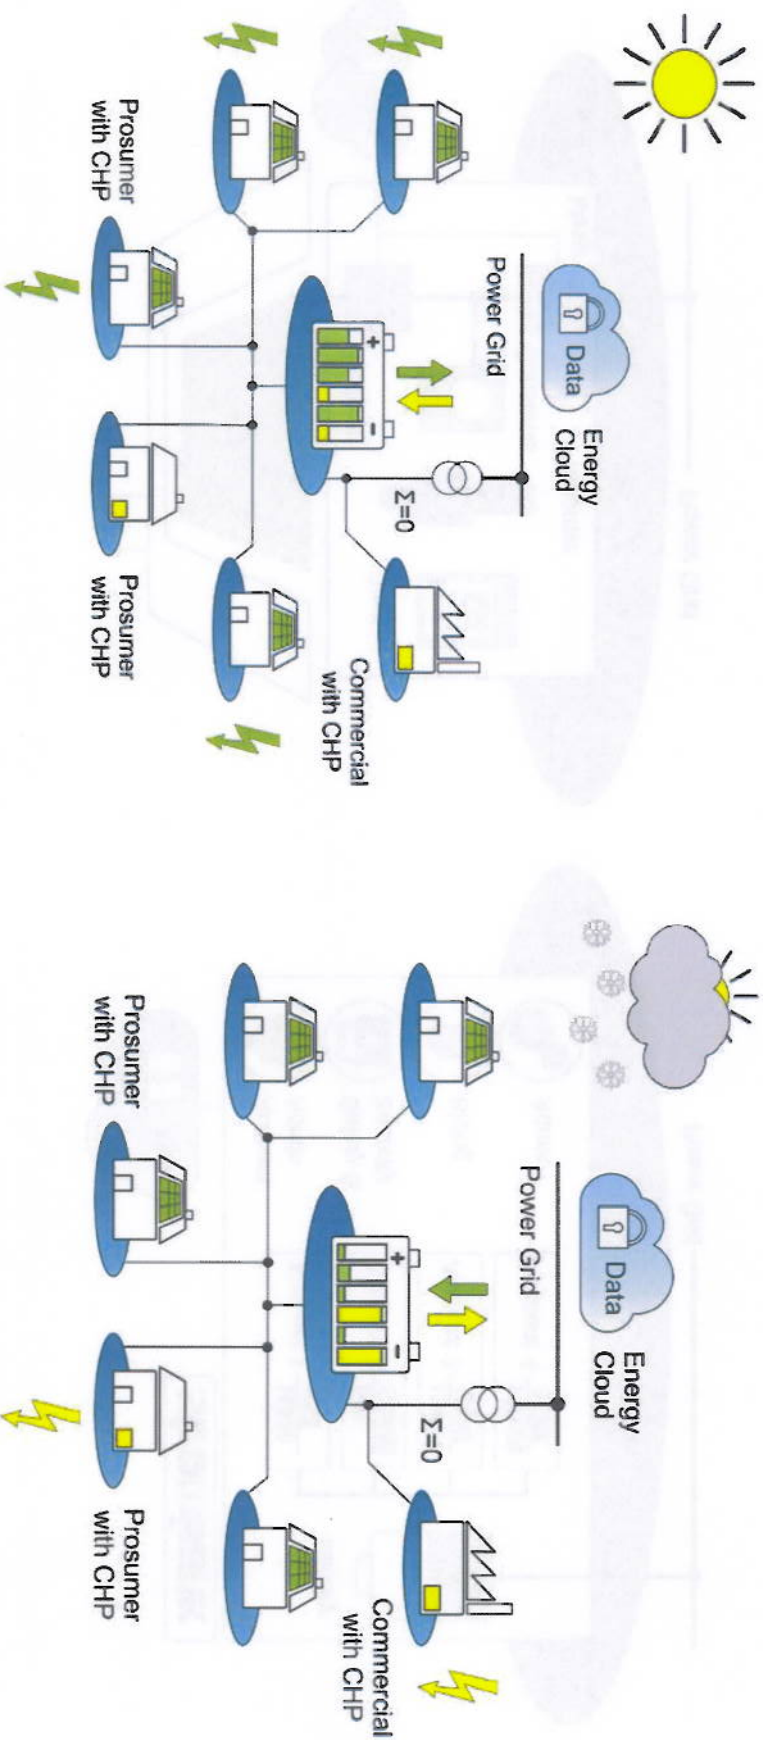 Data
Energy
Cloud
Power Grid
+
-
Σ=0
Commercial
with CHP
Prosumer
with CHP
Prosumer
with CHP
Data
Energy
Cloud
Power Grid
+
-
Σ=0
Commercial
with CHP
Prosumer
with CHP
Prosumer
with CHP